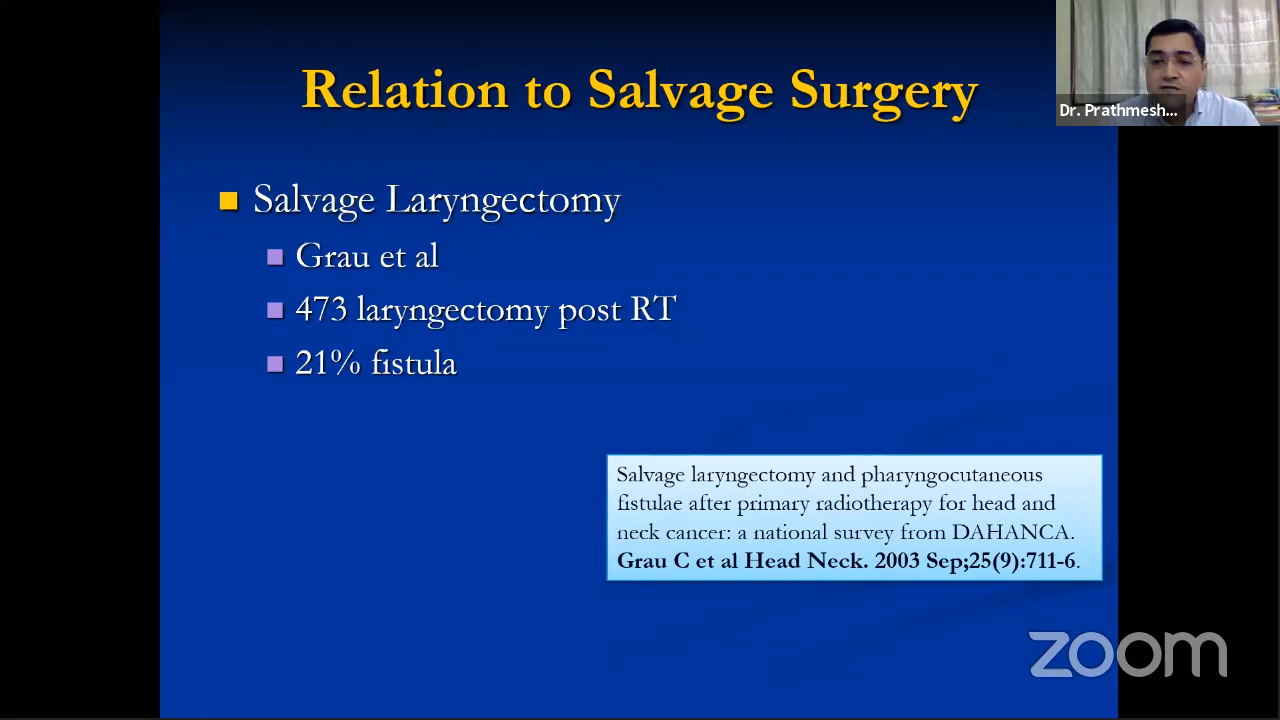 Relation to Salvage Surgery
Dr. Prathmesh...
Salvage Laryngectomy
Grau et al
473 laryngectomy post RT
21% fistula
Salvage laryngectomy and pharyngocutaneous
fistulae after primary radiotherapy for head and
neck cancer: a national survey from DAHANCA.
Grau C et al Head Neck. 2003 Sep;25(9):711-6.
zoom